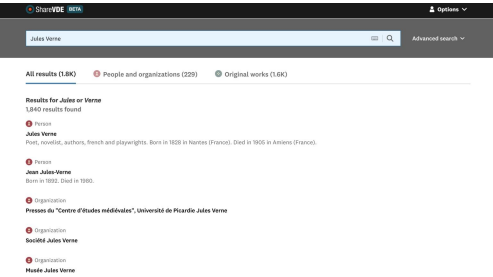 ShareVDE BETA
Options
Jules Verne
Advanced search
All results (1.8K) People and organizations (229) Original works (1.6K)
Results for Jules or Verne
1,840 results found
Person
Jules Verne
Poet, novelist, authors, french and playwrights. Born in 1828 in Nantes (France). Died in 1905 in Amiens (France).
Person
Jean Jules-Verne
Born in 1892. Died in 1980.
Organization
Presses du "Centre d'études médiévales", Université de Picardie Jules Verne
Organization
Société Jules Verne
Organization
Musée Jules Verne